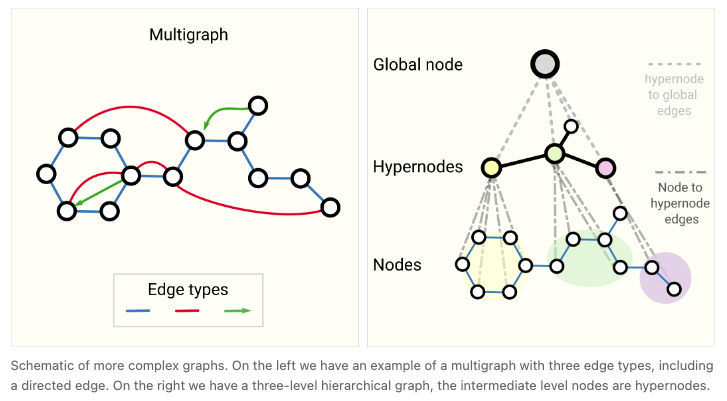 Multigraph
Edge types
Global node
hypernode
to global
edges
Hypernodes
Node to
hypernode
edges
Nodes
Schematic of more complex graphs. On the left we have an example of a multigraph with three edge types, including
a directed edge. On the right we have a three-level hierarchical graph, the intermediate level nodes are hypernodes.